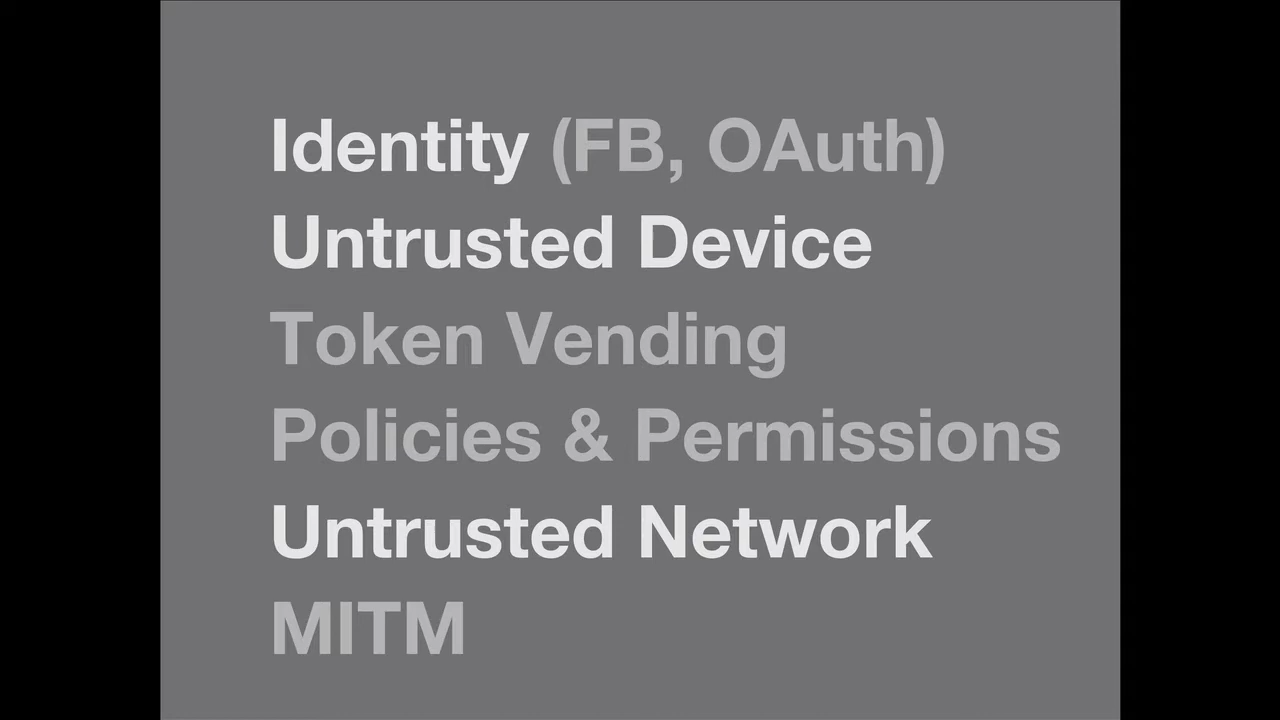 Identity (FB, OAuth)
Untrusted Device
Token Vending
Policies & Permissions
Untrusted Network
MITM